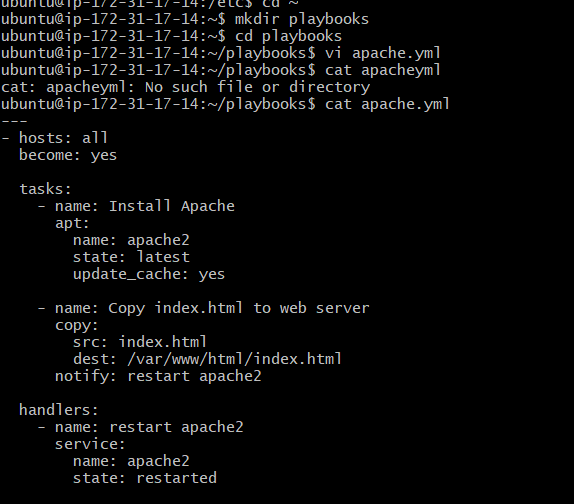 ubuntu@ip-172-31-17-14:/etc$ cd ~
ubuntu@ip-172-31-17-14:~$ mkdir playbooks
ubuntu@ip-172-31-17-14:~$ cd playbooks
ubuntu@ip-172-31-17-14:~/playbooks$ vi apache.yml
ubuntu@ip-172-31-17-14:~/playbooks$ cat apacheyml
cat: apacheyml: No such file or directory
ubuntu@ip-172-31-17-14:~/playbooks$ cat apache.yml
---
- hosts: all
  become: yes

  tasks:
    - name: Install Apache
      apt:
        name: apache2
        state: latest
        update_cache: yes

    - name: Copy index.html to web server
      copy:
        src: index.html
        dest: /var/www/html/index.html
      notify: restart apache2

  handlers:
    - name: restart apache2
      service:
        name: apache2
        state: restarted